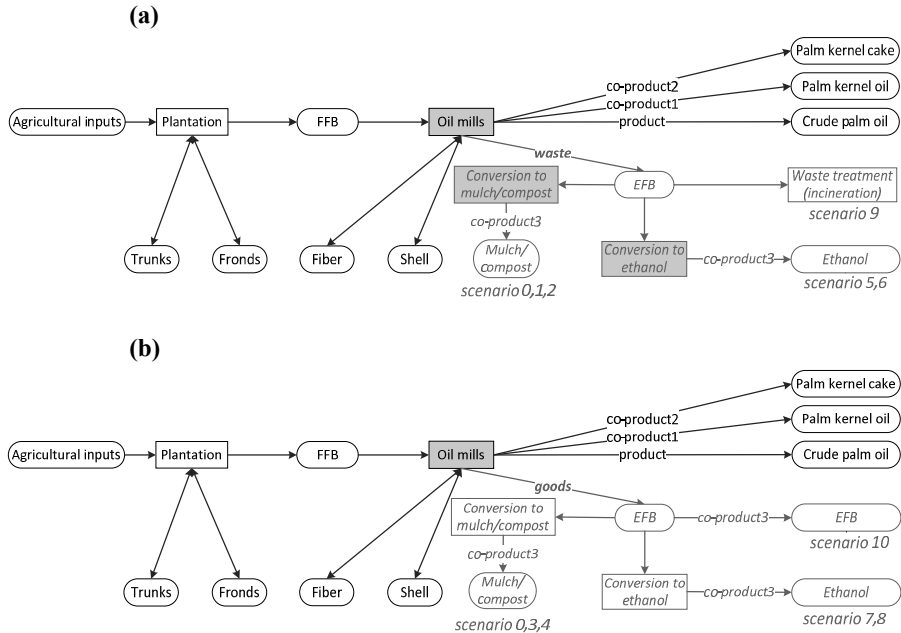 (a)
Palm kernel cake
co-product2
Palm kernel oil
co-product1
Agricultural inputs
Plantation
FFB
Oil mills
product
Crude palm oil
waste
Conversion to
mulch/compost
EFB
Waste treatment
(incineration)
scenario 9
co-product3
Trunks
Fronds
Fiber
Shell
Mulch/
compost
scenario 0,1,2
Conversion to
ethanol
co-product3
Ethanol
scenario 5,6
(b)
Palm kernel cake
co-product2
Palm kernel oil
co-product1
Agricultural inputs
Plantation
FFB
Oil mills
product
Crude palm oil
goods
Conversion to
mulch/compost
EFB
co-product3
EFB
scenario 10
co-product3
Trunks
Fronds
Fiber
Shell
Mulch/
compost
scenario 0,3,4
Conversion to
ethanol
co-product3
Ethanol
scenario 7,8